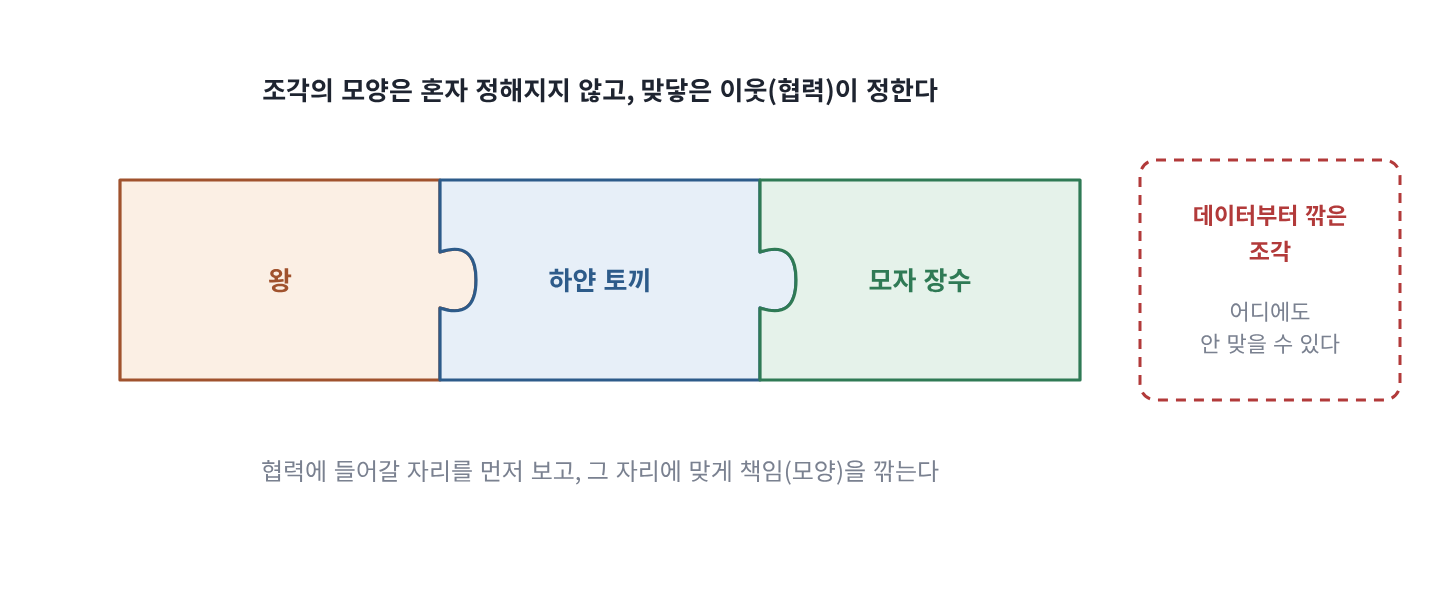 조각의 모양은 혼자 정해지지 않고, 맞닿은 이웃(협력)이 정한다
왕
하얀 토끼
모자 장수
데이터부터 깎은
조각
어디에도
안 맞을 수 있다
협력에 들어갈 자리를 먼저 보고, 그 자리에 맞게 책임(모양)을 깎는다